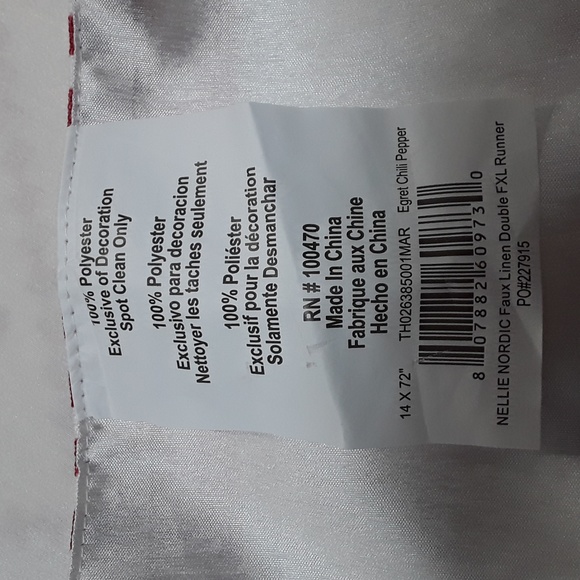 100% Polyester
Exclusive of Decoration
Spot Clean Only
100% Polyester
Exclusivo para decoracion
Nettoyer les taches seulement
100% Poliéster
Exclusif pour la décoration
Solamente Desmanchar
RN # 100470
Made In China
Fabrique aux Chine
Hecho en China
14 X 72" TH026385001MAR Egret Chili Pepper
8 07882 60973 0
NELLIE NORDIC Faux Linen Double FXL Runner
PO#227915